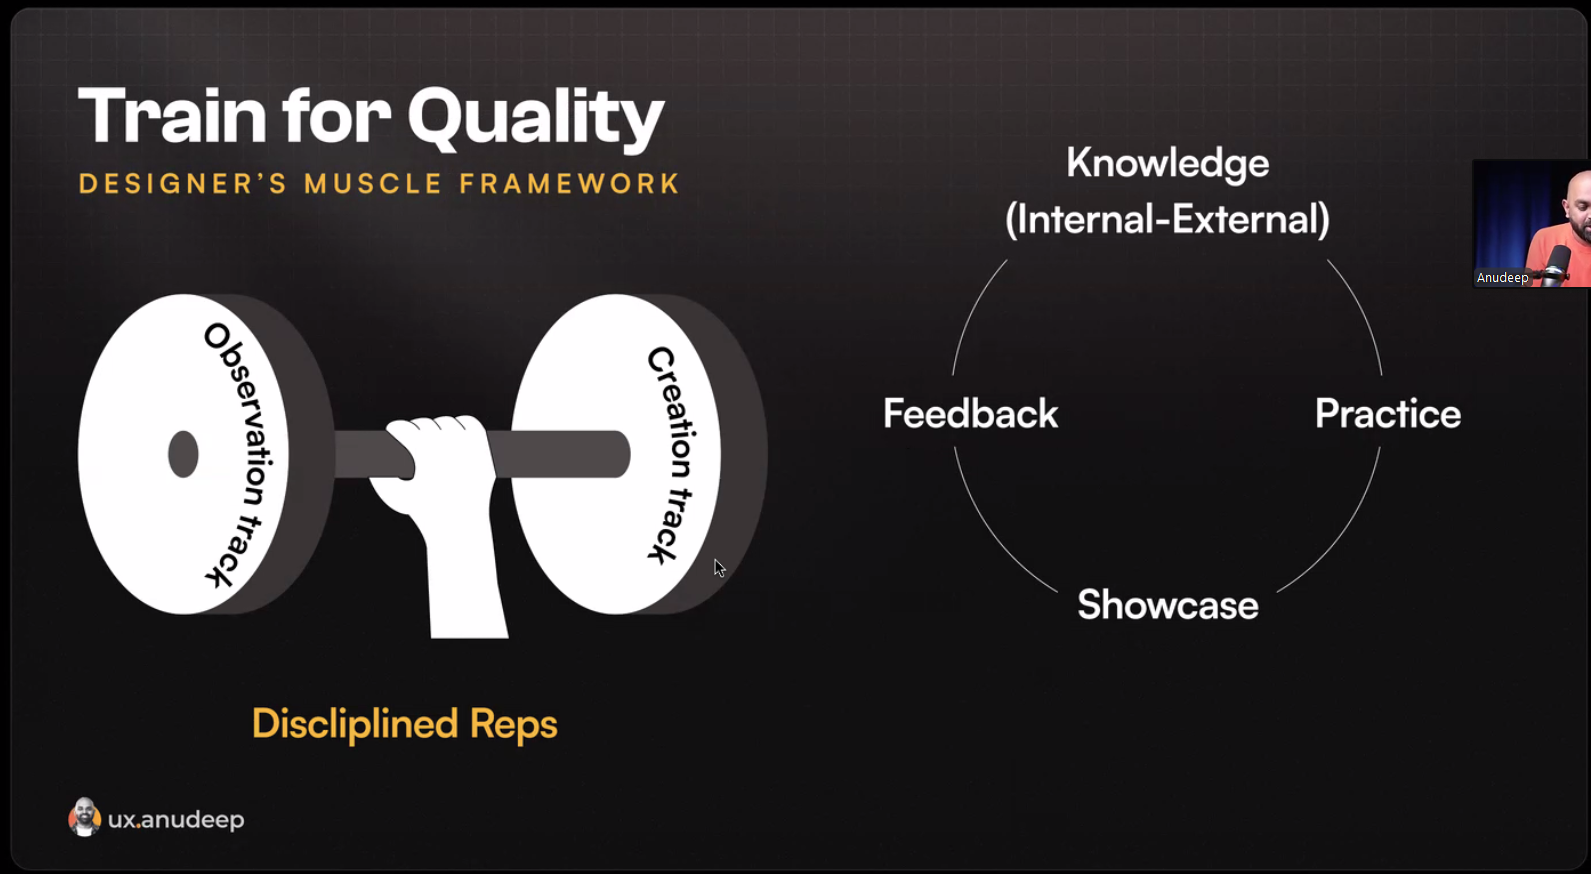 Train for Quality
DESIGNER'S MUSCLE FRAMEWORK
Observation track
Creation track
Discliplined Reps
Knowledge
(Internal-External)
Feedback
Practice
Showcase
Anudeep
ux.anudeep